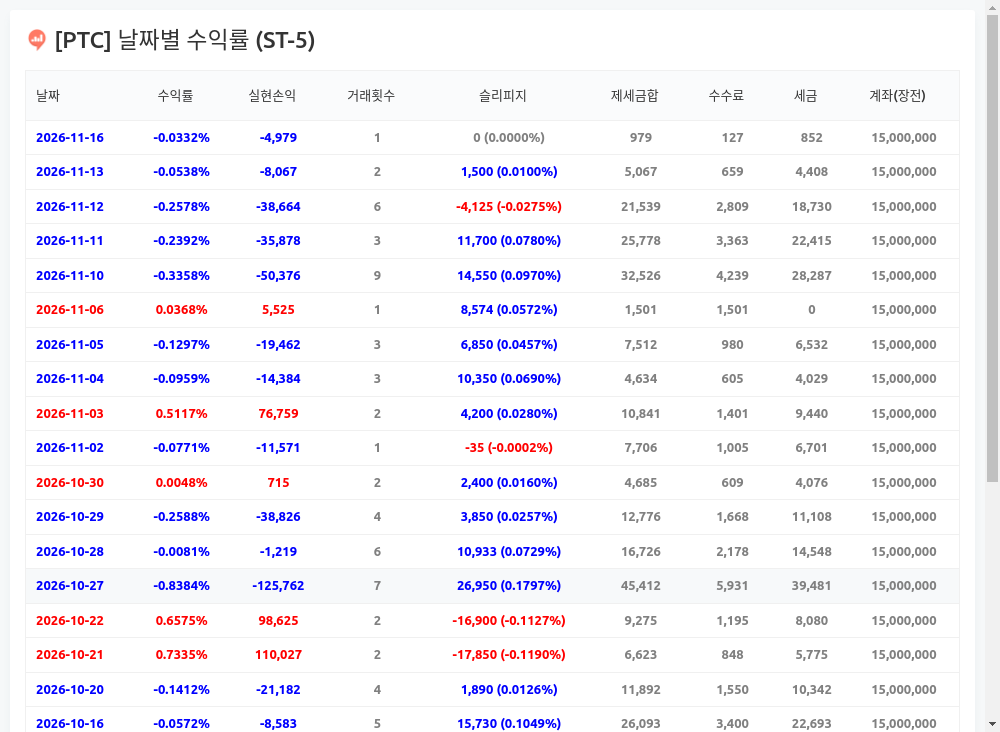 [PTC] 날짜별 수익률 (ST-5)
날짜 수익률 실현손익 거래횟수 슬리피지 제세금합 수수료 세금 계좌(장전)
2026-11-16 -0.0332% -4,979 1 0 (0.0000%) 979 127 852 15,000,000
2026-11-13 -0.0538% -8,067 2 1,500 (0.0100%) 5,067 659 4,408 15,000,000
2026-11-12 -0.2578% -38,664 6 -4,125 (-0.0275%) 21,539 2,809 18,730 15,000,000
2026-11-11 -0.2392% -35,878 3 11,700 (0.0780%) 25,778 3,363 22,415 15,000,000
2026-11-10 -0.3358% -50,376 9 14,550 (0.0970%) 32,526 4,239 28,287 15,000,000
2026-11-06 0.0368% 5,525 1 8,574 (0.0572%) 1,501 1,501 0 15,000,000
2026-11-05 -0.1297% -19,462 3 6,850 (0.0457%) 7,512 980 6,532 15,000,000
2026-11-04 -0.0959% -14,384 3 10,350 (0.0690%) 4,634 605 4,029 15,000,000
2026-11-03 0.5117% 76,759 2 4,200 (0.0280%) 10,841 1,401 9,440 15,000,000
2026-11-02 -0.0771% -11,571 1 -35 (-0.0002%) 7,706 1,005 6,701 15,000,000
2026-10-30 0.0048% 715 2 2,400 (0.0160%) 4,685 609 4,076 15,000,000
2026-10-29 -0.2588% -38,826 4 3,850 (0.0257%) 12,776 1,668 11,108 15,000,000
2026-10-28 -0.0081% -1,219 6 10,933 (0.0729%) 16,726 2,178 14,548 15,000,000
2026-10-27 -0.8384% -125,762 7 26,950 (0.1797%) 45,412 5,931 39,481 15,000,000
2026-10-22 0.6575% 98,625 2 -16,900 (-0.1127%) 9,275 1,195 8,080 15,000,000
2026-10-21 0.7335% 110,027 2 -17,850 (-0.1190%) 6,623 848 5,775 15,000,000
2026-10-20 -0.1412% -21,182 4 1,890 (0.0126%) 11,892 1,550 10,342 15,000,000
2026-10-16 -0.0572% -8,583 5 15,730 (0.1049%) 26,093 3,400 22,693 15,000,000